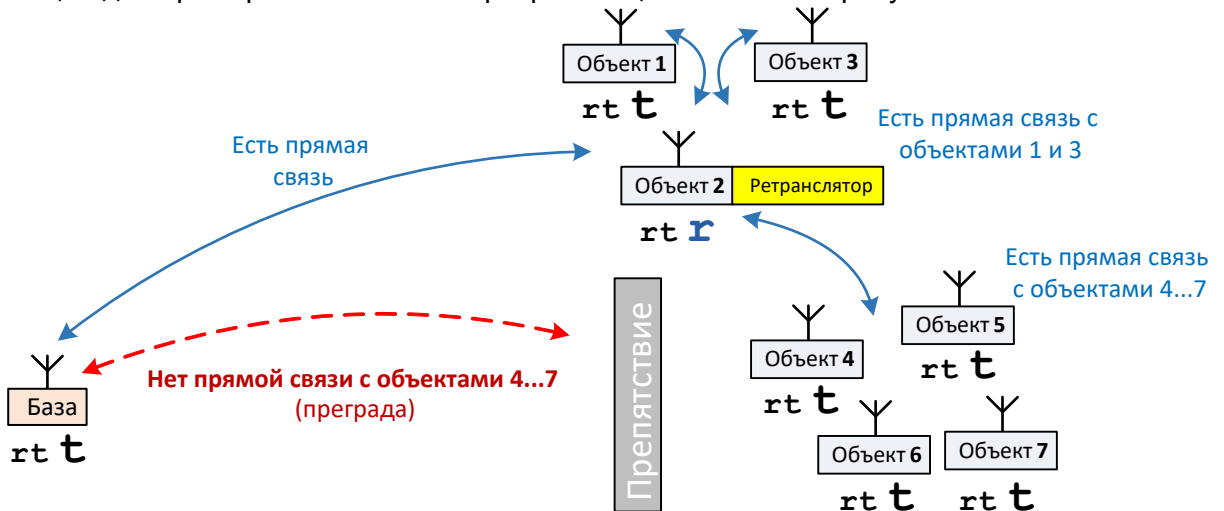 Объект 1
Объект 3
rt t
rt t
Есть прямая связь с
объектами 1 и 3
Есть прямая
связь
Объект 2
Ретранслятор
rt r
Есть прямая связь
с объектами 4...7
Препятствие
Объект 5
rt t
Объект 4
rt t
Нет прямой связи с объектами 4...7
(преграда)
База
rt t
Объект 6
Объект 7
rt t
rt t